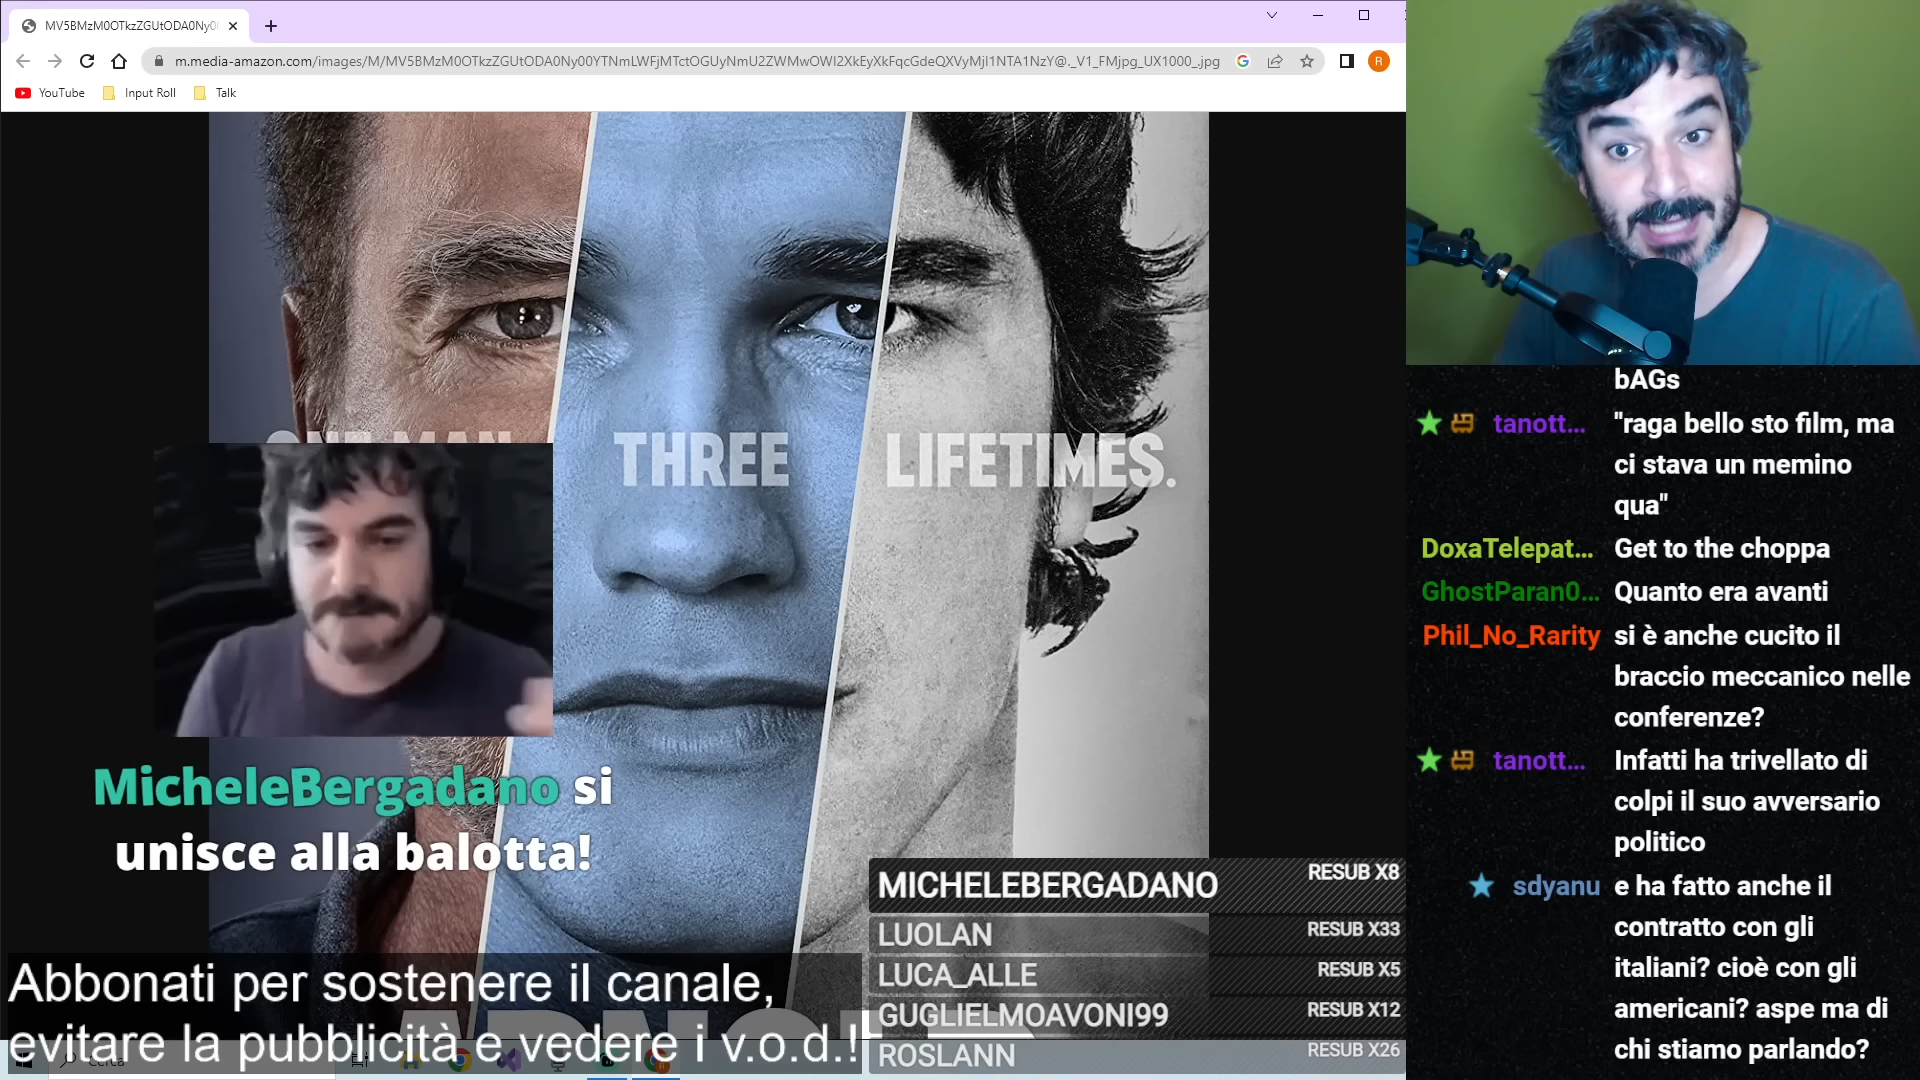 MV5BMzM0OTkzZGUtODA0Ny00
m.media-amazon.com/images/M/MV5BMzM0OTkzZGUtODA0Ny00YTNmLWFjMTctOGUyNmU2ZWMwOWI2XkEyXkFqcGdeQXVyMjI1NTA1NzY@._V1_FMjpg_UX1000_.jpg
R
YouTube
Input Roll
Talk
ONE MAN
THREE
LIFETIMES.
MicheleBergadano si
unisce alla balotta!
MICHELEBERGADANO RESUB X8
LUOLAN RESUB X33
LUCA_ALLE RESUB X5
GUGLIELMOAVONI99 RESUB X12
ROSLANN RESUB X26
Abbonati per sostenere il canale,
evitare la pubblicità e vedere i v.o.d.!
Cerca
bAGs
tanott... "raga bello sto film, ma
ci stava un memino
qua"
DoxaTelepat... Get to the choppa
GhostParan0... Quanto era avanti
Phil_No_Rarity si è anche cucito il
braccio meccanico nelle
conferenze?
tanott... Infatti ha trivellato di
colpi il suo avversario
politico
sdyanu e ha fatto anche il
contratto con gli
italiani? cioè con gli
americani? aspe ma di
chi stiamo parlando?